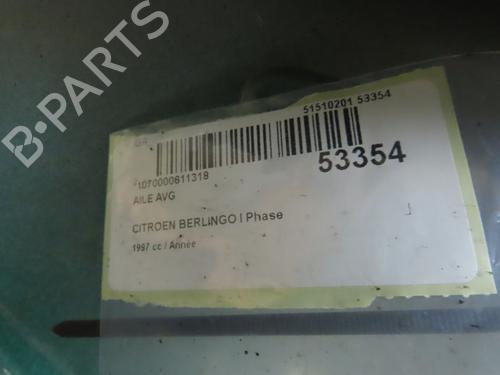 B-PARTS
51510201 53354
53354
*1070000611318
AILE AVG
CITROEN BERLINGO I Phase
1997 cc / Année